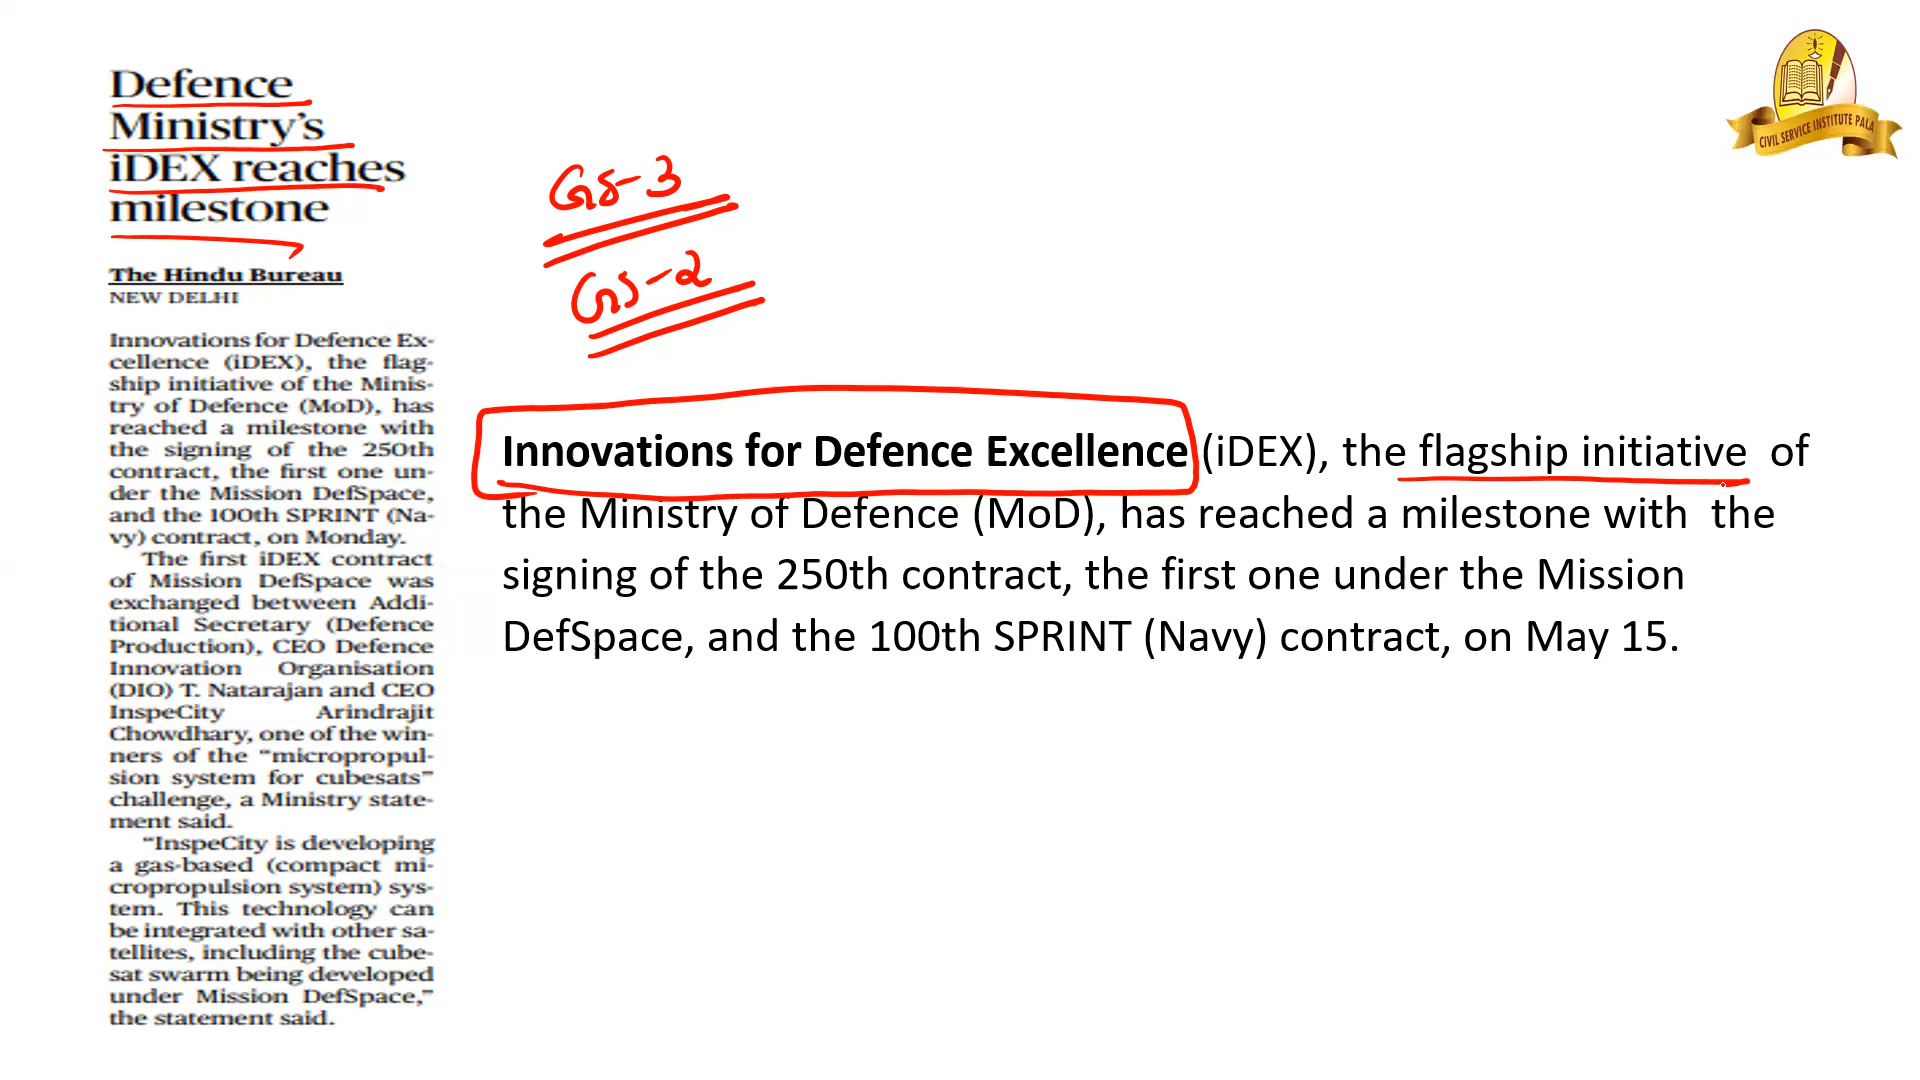 Defence
Ministry's
iDEX reaches
milestone
The Hindu Bureau
NEW DELHI
Innovations for Defence Ex-
cellence (iDEX), the flag-
ship initiative of the Minis-
try of Defence (MoD), has
reached a milestone with
the signing of the 250th
contract, the first one un-
der the Mission DefSpace,
and the 100th SPRINT (Na-
vy) contract, on Monday.
The first iDEX contract
of Mission DefSpace was
exchanged between Addi-
tional Secretary (Defence
Production), CEO Defence
Innovation Organisation
(DIO) T. Natarajan and CEO
InspeCity Arindrajit
Chowdhary, one of the win-
ners of the “micropropul-
sion system for cubesats”
challenge, a Ministry state-
ment said.
“InspeCity is developing
a gas-based (compact mi-
cropropulsion system) sys-
tem. This technology can
be integrated with other sa-
tellites, including the cube-
sat swarm being developed
under Mission DefSpace,”
the statement said.
GS-3
GS-2
Innovations for Defence Excellence (iDEX), the flagship initiative of
the Ministry of Defence (MoD), has reached a milestone with the
signing of the 250th contract, the first one under the Mission
DefSpace, and the 100th SPRINT (Navy) contract, on May 15.
CIVIL SERVICE INSTITUTE PALA